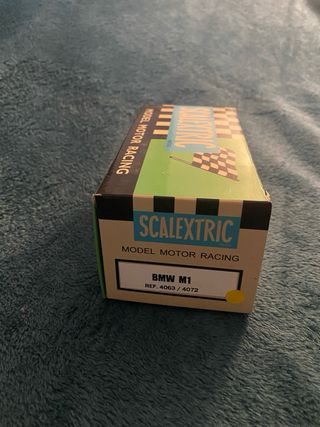 MODEL MOTOR RACING
SCALEXTRIC
SCALEXTRIC
MODEL MOTOR RACING
BMW M1
REF. 4063 / 4072